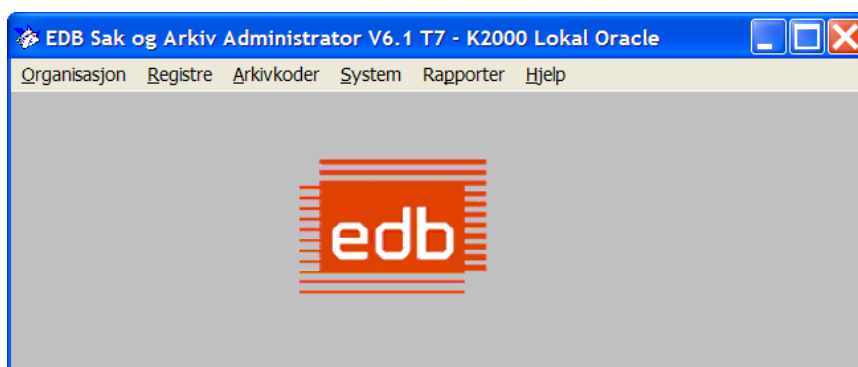 EDB Sak og Arkiv Administrator V6.1 T7 - K2000 Lokal Oracle
Organisasjon Registre Arkivkoder System Rapporter Hjelp
edb